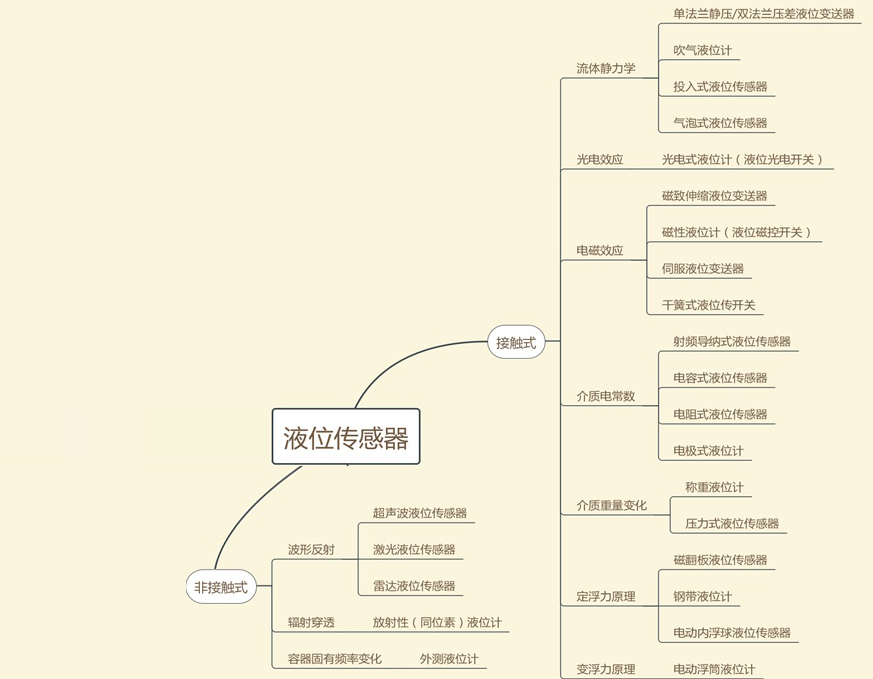 液位传感器
接触式
流体静力学
单法兰静压/双法兰压差液位变送器
吹气液位计
投入式液位传感器
气泡式液位传感器
光电效应
光电式液位计（液位光电开关）
电磁效应
磁致伸缩液位变送器
磁性液位计（液位磁控开关）
伺服液位变送器
干簧式液位传开关
介质电常数
射频导纳式液位传感器
电容式液位传感器
电阻式液位传感器
电极式液位计
介质重量变化
称重液位计
压力式液位传感器
定浮力原理
磁翻板液位传感器
钢带液位计
电动内浮球液位传感器
变浮力原理
电动浮筒液位计
非接触式
波形反射
超声波液位传感器
激光液位传感器
雷达液位传感器
辐射穿透
放射性（同位素）液位计
容器固有频率变化
外测液位计